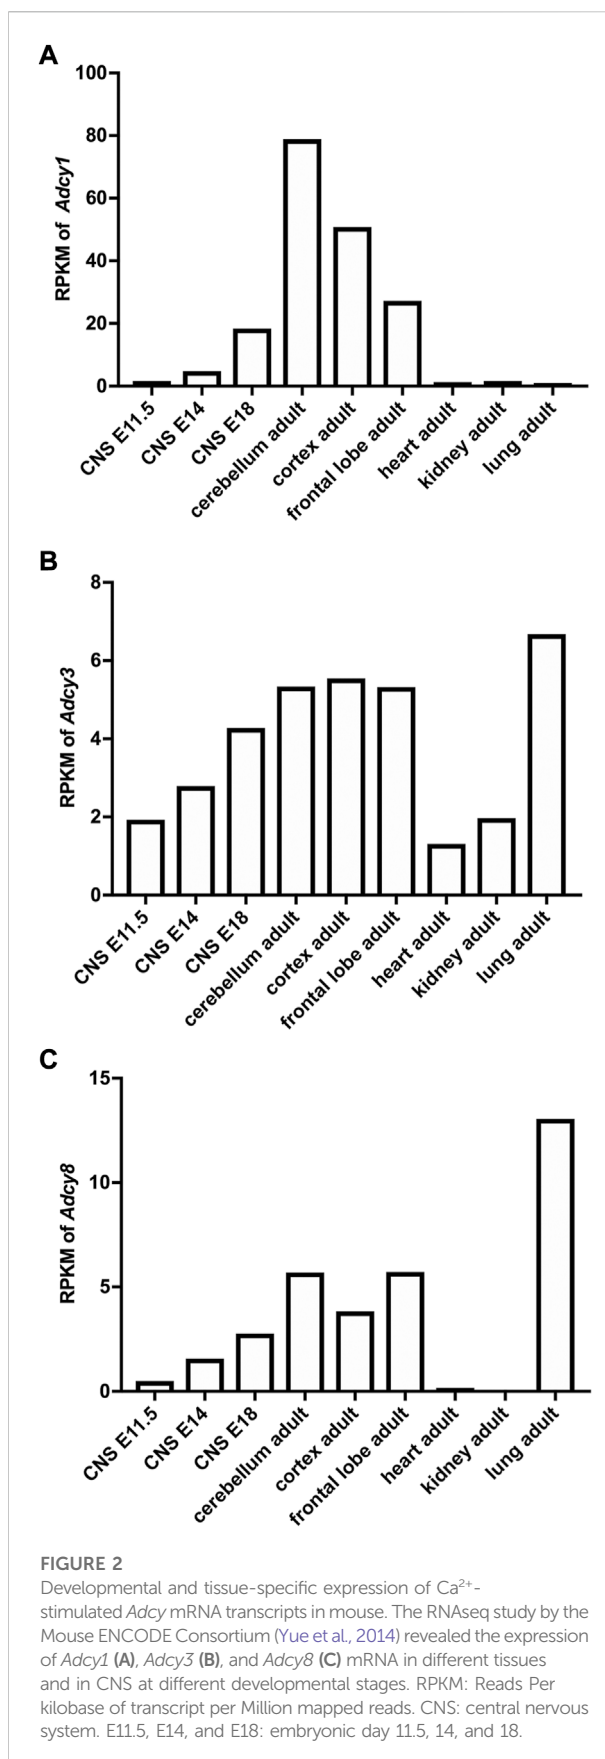 A
100
80
60
40
20
0
RPKM of Adcy1
CNS E11.5
CNS E14
CNS E18
cerebellum adult
cortex adult
frontal lobe adult
heart adult
kidney adult
lung adult
B
8
6
4
2
0
RPKM of Adcy3
CNS E11.5
CNS E14
CNS E18
cerebellum adult
cortex adult
frontal lobe adult
heart adult
kidney adult
lung adult
C
15
10
5
0
RPKM of Adcy8
CNS E11.5
CNS E14
CNS E18
cerebellum adult
cortex adult
frontal lobe adult
heart adult
kidney adult
lung adult
FIGURE 2
Developmental and tissue-specific expression of Ca²⁺-
stimulated Adcy mRNA transcripts in mouse. The RNAseq study by the
Mouse ENCODE Consortium (Yue et al., 2014) revealed the expression
of Adcy1 (A), Adcy3 (B), and Adcy8 (C) mRNA in different tissues
and in CNS at different developmental stages. RPKM: Reads Per
kilobase of transcript per Million mapped reads. CNS: central nervous
system. E11.5, E14, and E18: embryonic day 11.5, 14, and 18.